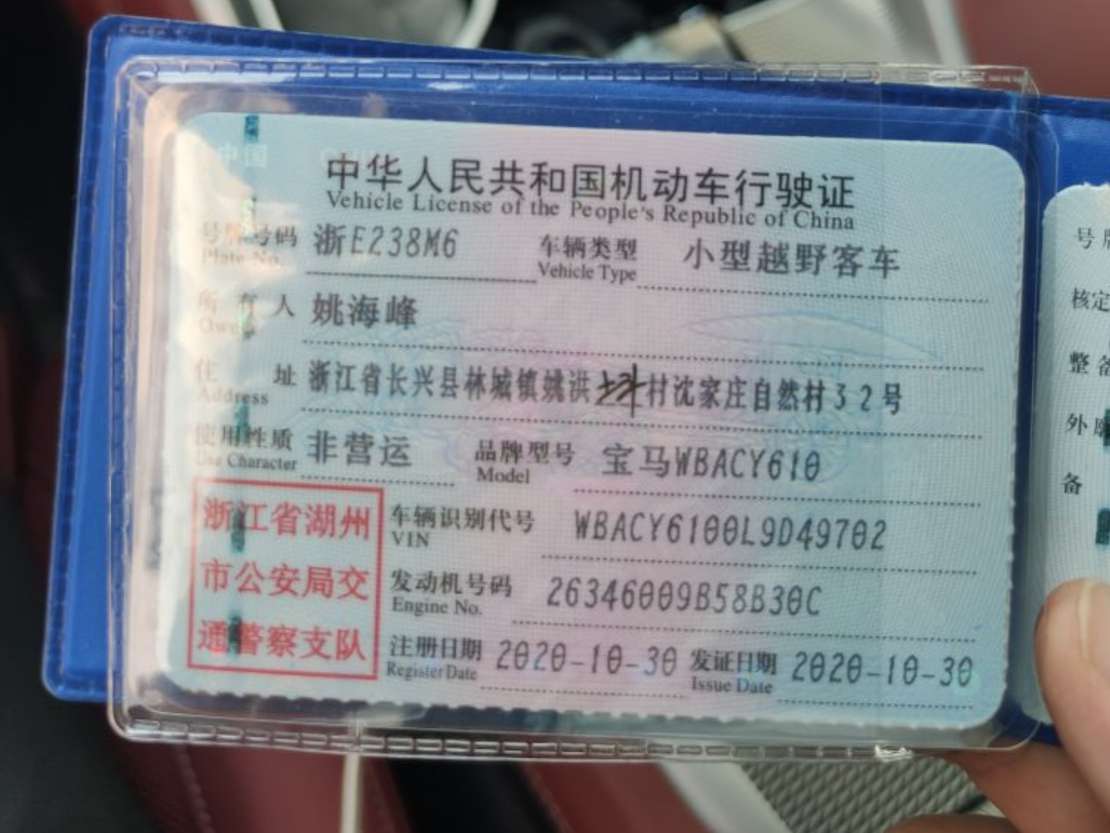 中国
中华人民共和国机动车行驶证
Vehicle License of the People's Republic of China
号牌号码 浙E238M6 车辆类型 小型越野客车
Plate No. Vehicle Type
所有人 姚海峰
Owner
住址 浙江省长兴县林城镇姚洪圵村沈家庄自然村32号
Address
使用性质 非营运 品牌型号 宝马WBACY610
Use Character Model
浙江省湖州
市公安局交
通警察支队
车辆识别代号 WBACY6100L9D49702
VIN
发动机号码 26346009B58B30C
Engine No.
注册日期 2020-10-30 发证日期 2020-10-30
Register Date Issue Date
号牌
核定
整备
外廓
备